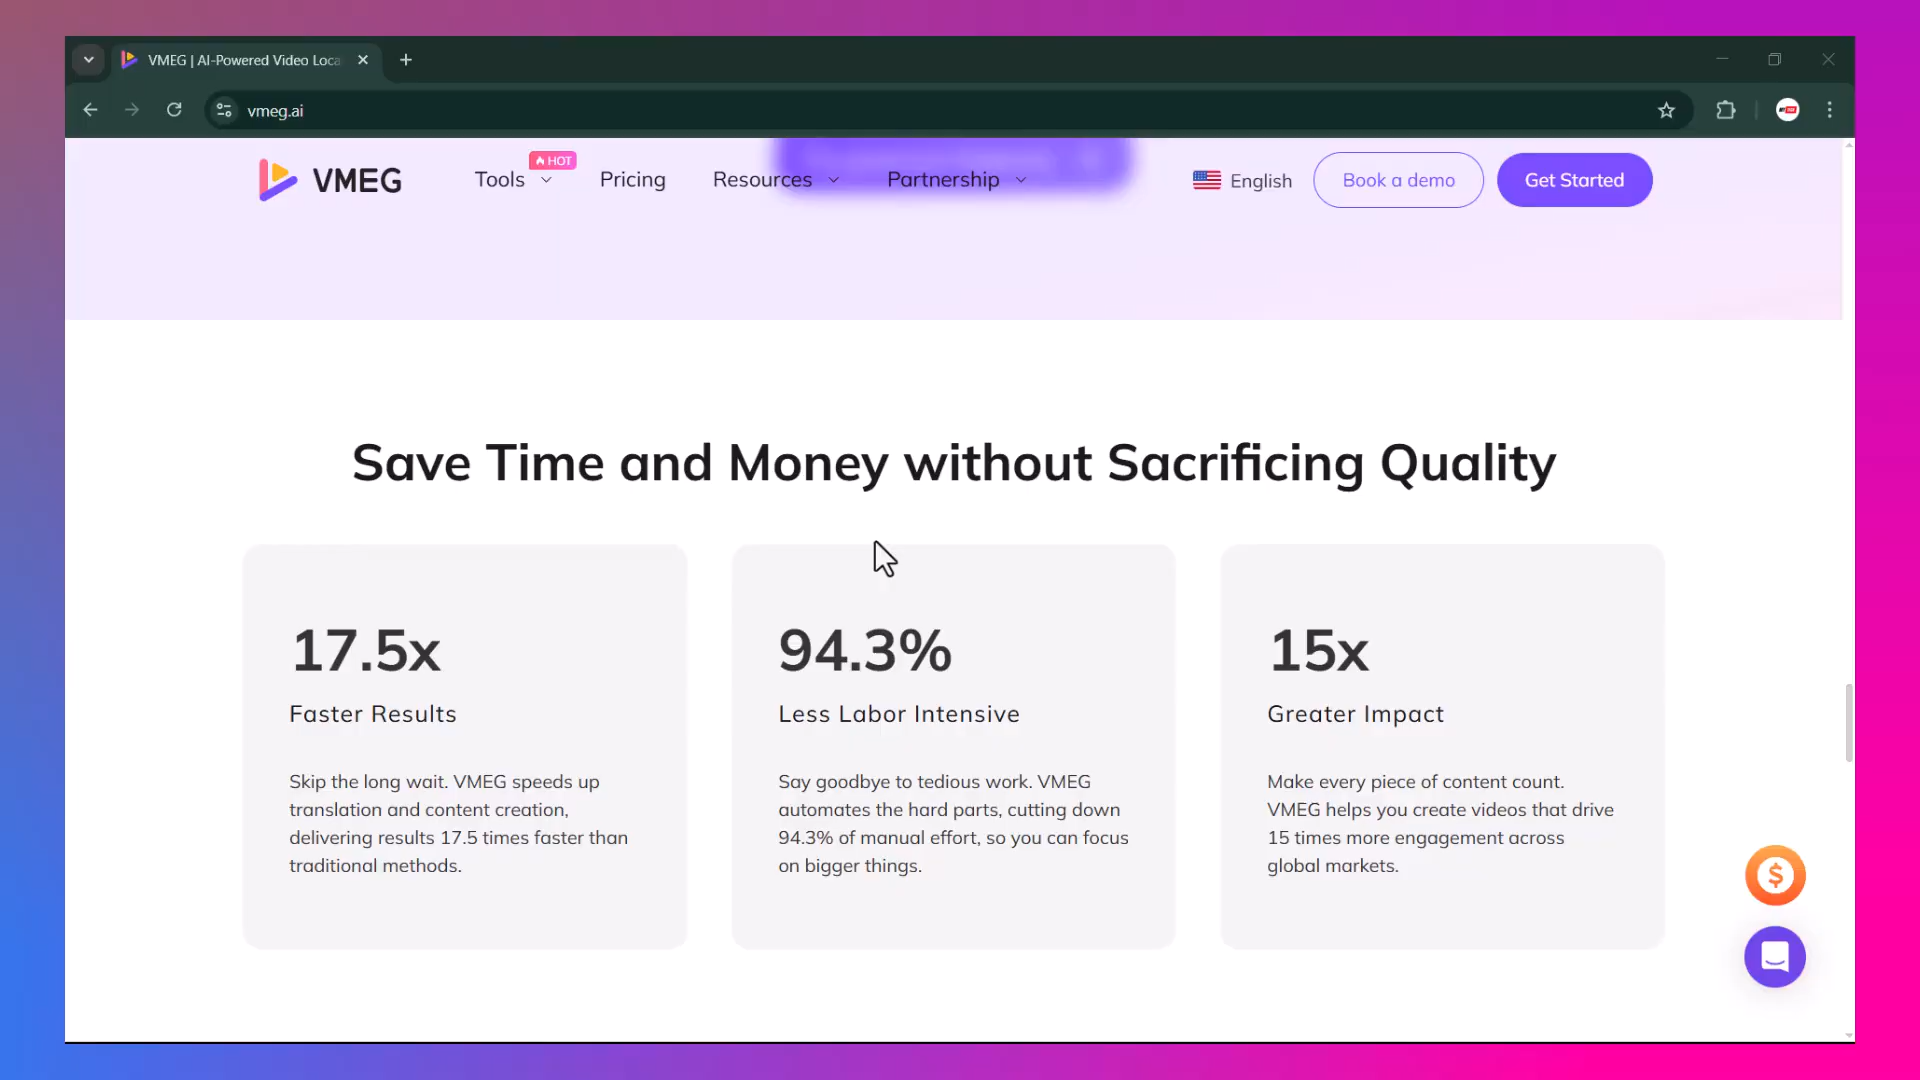 VMEG | AI-Powered Video Loca
vmeg.ai
VMEG
Tools
HOT
Pricing
Resources
Partnership
English
Book a demo
Get Started
Save Time and Money without Sacrificing Quality
17.5x
Faster Results
Skip the long wait. VMEG speeds up
translation and content creation,
delivering results 17.5 times faster than
traditional methods.
94.3%
Less Labor Intensive
Say goodbye to tedious work. VMEG
automates the hard parts, cutting down
94.3% of manual effort, so you can focus
on bigger things.
15x
Greater Impact
Make every piece of content count.
VMEG helps you create videos that drive
15 times more engagement across
global markets.
$